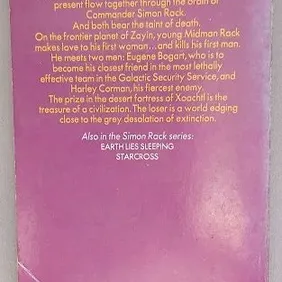 present flow together through the brain of
Commander Simon Rack.
And both bear the taint of death.
On the frontier planet of Zayin, young Midman Rack
makes love to his first woman...and kills his first man.
He meets two men: Eugene Bogart, who is to
become his closest friend in the most lethally
effective team in the Galactic Security Service, and
Harley Corman, his fiercest enemy.
The prize in the desert fortress of Xoachtl is the
treasure of a civilization. The loser is a world edging
close to the grey desolation of extinction.
Also in the Simon Rack series:
EARTH LIES SLEEPING
STARCROSS